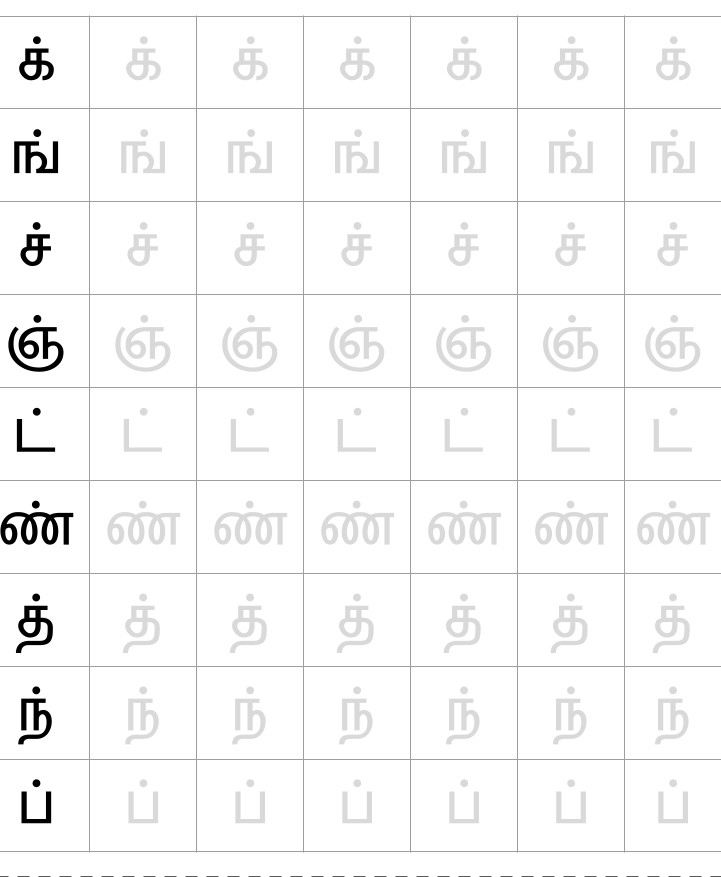 க் க் க் க் க் க் க்
ங் ங் ங் ங் ங் ங் ங்
ச் ச் ச் ச் ச் ச் ச்
ஞ் ஞ் ஞ் ஞ் ஞ் ஞ் ஞ்
ட் ட் ட் ட் ட் ட் ட்
ண் ண் ண் ண் ண் ண் ண்
த் த் த் த் த் த் த்
ந் ந் ந் ந் ந் ந் ந்
ப் ப் ப் ப் ப் ப் ப்